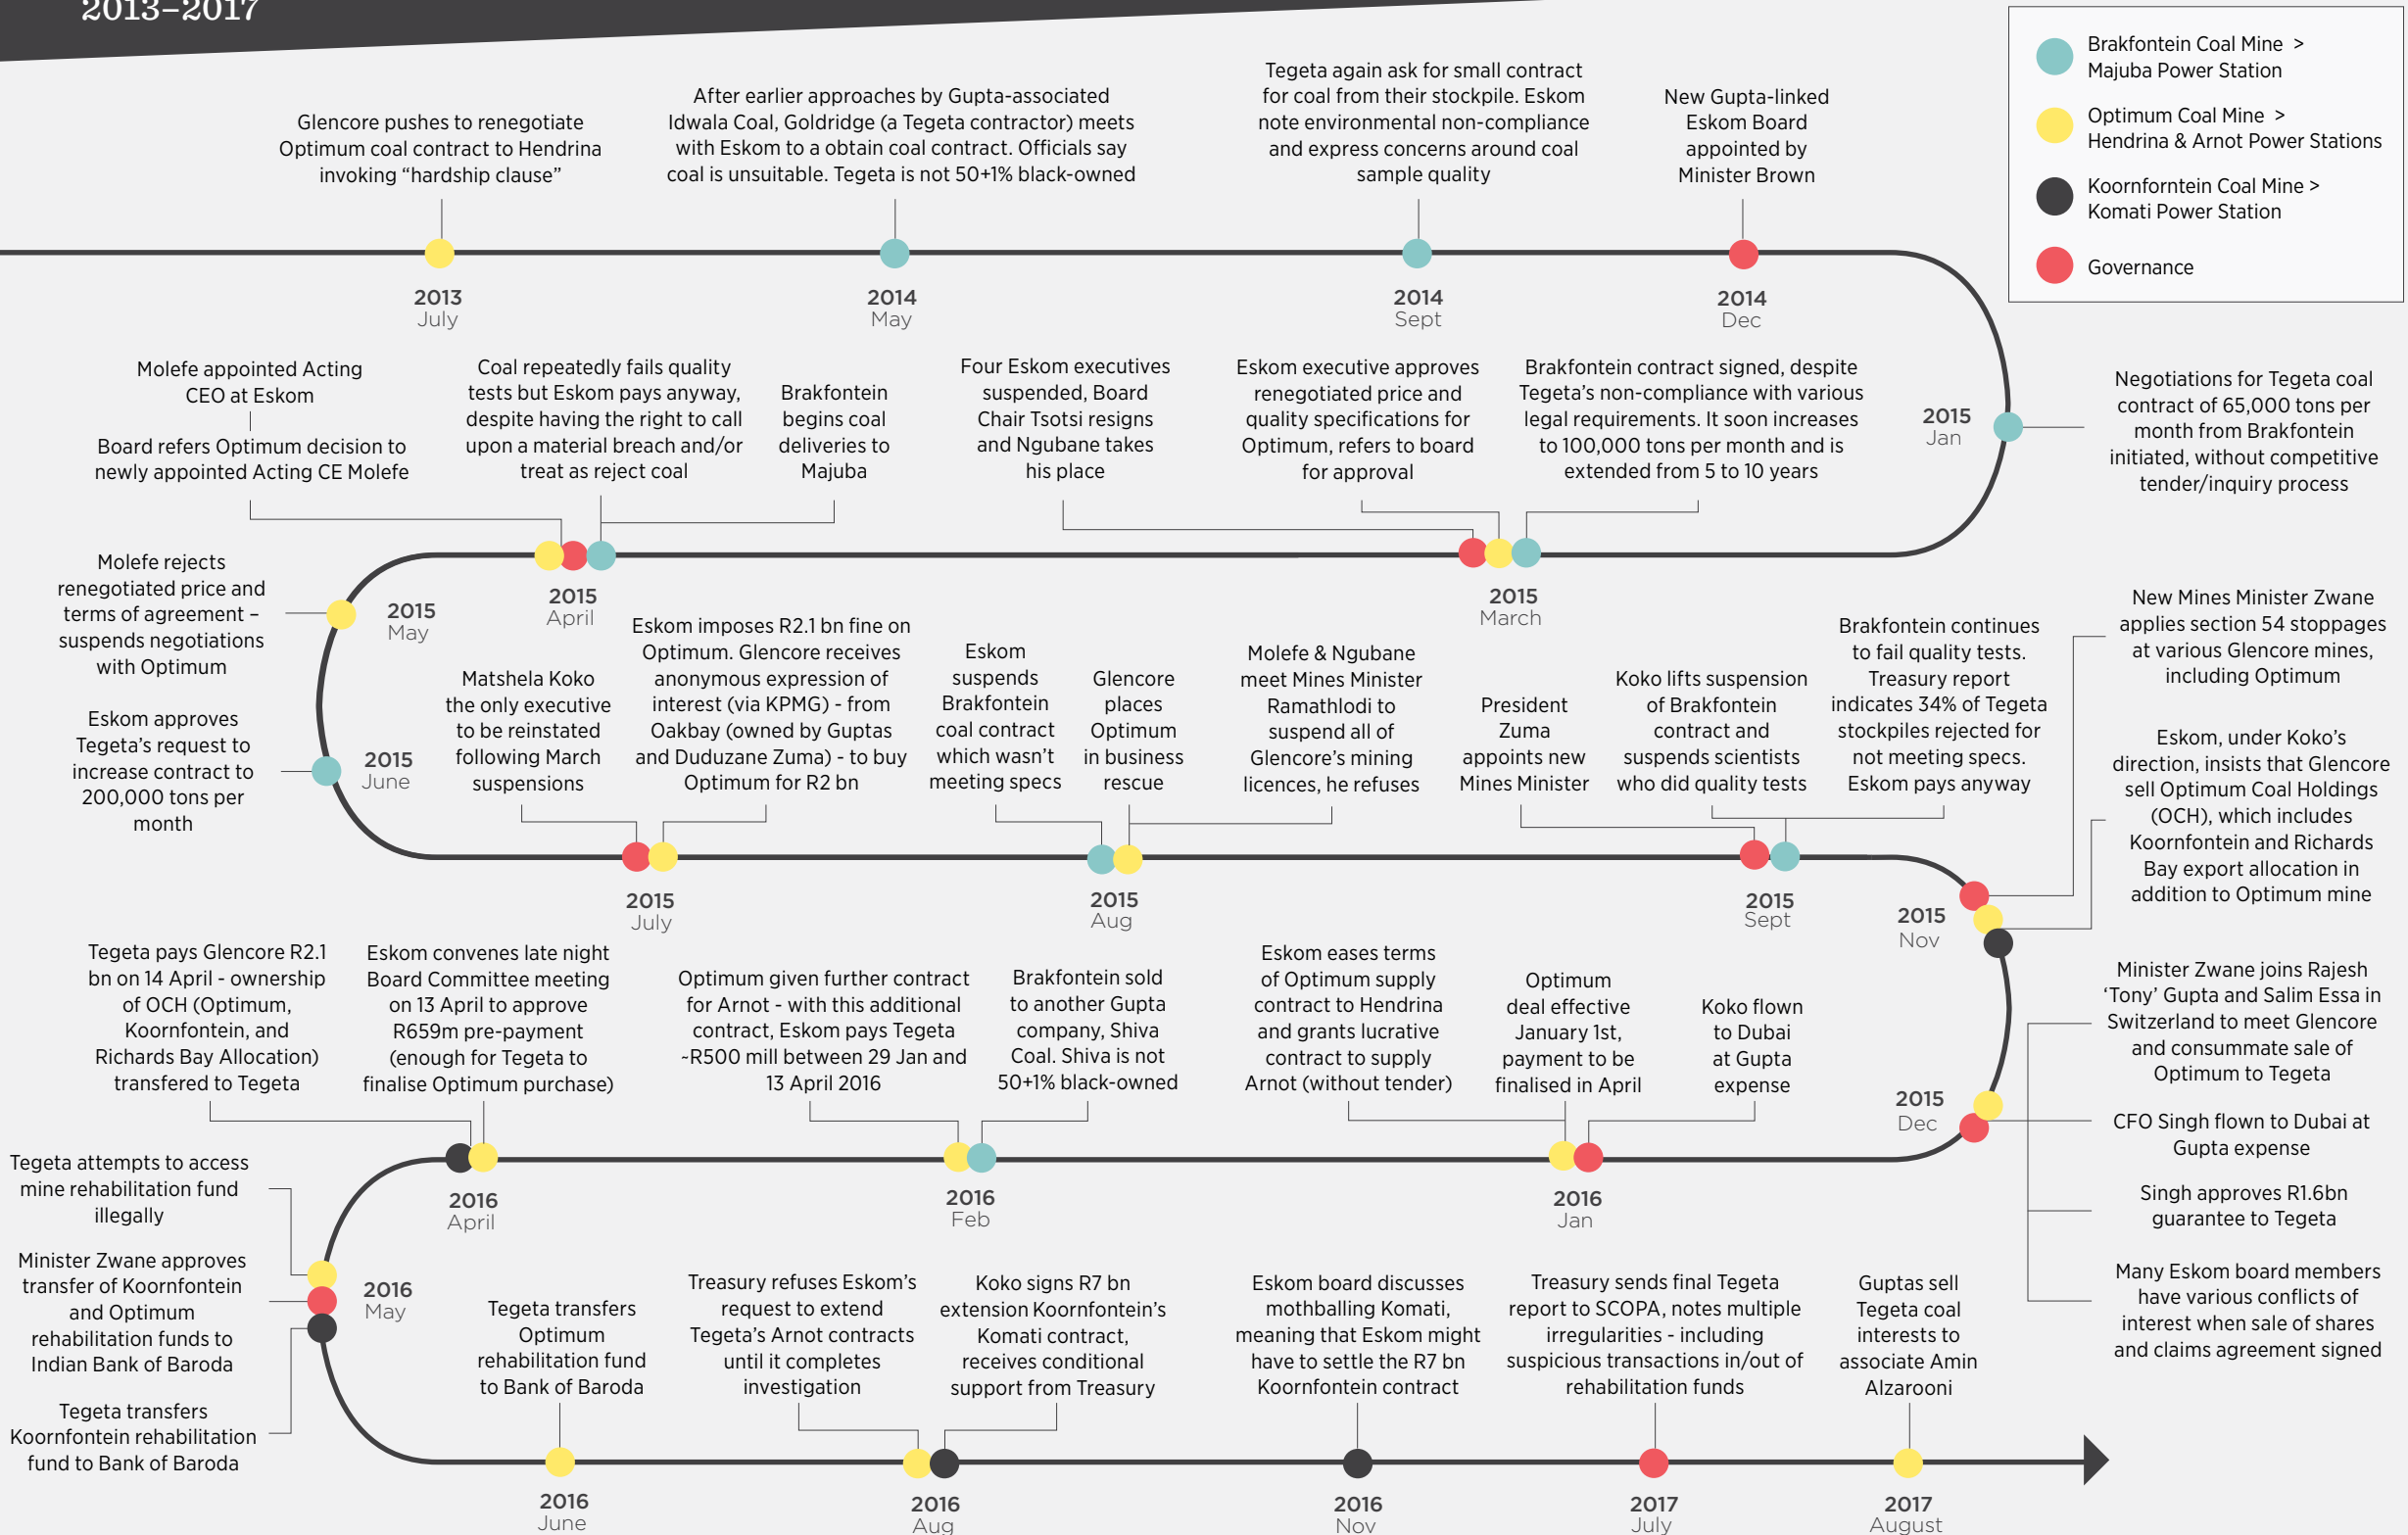 2013–2017
Brakfontein Coal Mine >
Majuba Power Station
Optimum Coal Mine >
Hendrina & Arnot Power Stations
Koornforntein Coal Mine >
Komati Power Station
Governance
Glencore pushes to renegotiate
Optimum coal contract to Hendrina
invoking “hardship clause”
2013
July
After earlier approaches by Gupta-associated
Idwala Coal, Goldridge (a Tegeta contractor) meets
with Eskom to a obtain coal contract. Officials say
coal is unsuitable. Tegeta is not 50+1% black-owned
2014
May
Tegeta again ask for small contract
for coal from their stockpile. Eskom
note environmental non-compliance
and express concerns around coal
sample quality
2014
Sept
New Gupta-linked
Eskom Board
appointed by
Minister Brown
2014
Dec
2015
Jan
Negotiations for Tegeta coal
contract of 65,000 tons per
month from Brakfontein
initiated, without competitive
tender/inquiry process
Brakfontein contract signed, despite
Tegeta’s non-compliance with various
legal requirements. It soon increases
to 100,000 tons per month and is
extended from 5 to 10 years
Eskom executive approves
renegotiated price and
quality specifications for
Optimum, refers to board
for approval
Four Eskom executives
suspended, Board
Chair Tsotsi resigns
and Ngubane takes
his place
2015
March
Brakfontein
begins coal
deliveries to
Majuba
Coal repeatedly fails quality
tests but Eskom pays anyway,
despite having the right to call
upon a material breach and/or
treat as reject coal
Molefe appointed Acting
CEO at Eskom
Board refers Optimum decision to
newly appointed Acting CE Molefe
2015
April
Molefe rejects
renegotiated price and
terms of agreement –
suspends negotiations
with Optimum
2015
May
Eskom approves
Tegeta’s request to
increase contract to
200,000 tons per
month
2015
June
Matshela Koko
the only executive
to be reinstated
following March
suspensions
Eskom imposes R2.1 bn fine on
Optimum. Glencore receives
anonymous expression of
interest (via KPMG) - from
Oakbay (owned by Guptas
and Duduzane Zuma) - to buy
Optimum for R2 bn
2015
July
Eskom
suspends
Brakfontein
coal contract
which wasn’t
meeting specs
Glencore
places
Optimum
in business
rescue
Molefe & Ngubane
meet Mines Minister
Ramathlodi to
suspend all of
Glencore’s mining
licences, he refuses
2015
Aug
President
Zuma
appoints new
Mines Minister
Koko lifts suspension
of Brakfontein
contract and
suspends scientists
who did quality tests
Brakfontein continues
to fail quality tests.
Treasury report
indicates 34% of Tegeta
stockpiles rejected for
not meeting specs.
Eskom pays anyway
2015
Sept
New Mines Minister Zwane
applies section 54 stoppages
at various Glencore mines,
including Optimum
Eskom, under Koko’s
direction, insists that Glencore
sell Optimum Coal Holdings
(OCH), which includes
Koornfontein and Richards
Bay export allocation in
addition to Optimum mine
2015
Nov
Minister Zwane joins Rajesh
‘Tony’ Gupta and Salim Essa in
Switzerland to meet Glencore
and consummate sale of
Optimum to Tegeta
CFO Singh flown to Dubai at
Gupta expense
Singh approves R1.6bn
guarantee to Tegeta
Many Eskom board members
have various conflicts of
interest when sale of shares
and claims agreement signed
2015
Dec
Koko flown
to Dubai
at Gupta
expense
Optimum
deal effective
January 1st,
payment to be
finalised in April
Eskom eases terms
of Optimum supply
contract to Hendrina
and grants lucrative
contract to supply
Arnot (without tender)
2016
Jan
Brakfontein sold
to another Gupta
company, Shiva
Coal. Shiva is not
50+1% black-owned
Optimum given further contract
for Arnot - with this additional
contract, Eskom pays Tegeta
~R500 mill between 29 Jan and
13 April 2016
2016
Feb
Eskom convenes late night
Board Committee meeting
on 13 April to approve
R659m pre-payment
(enough for Tegeta to
finalise Optimum purchase)
Tegeta pays Glencore R2.1
bn on 14 April - ownership
of OCH (Optimum,
Koornfontein, and
Richards Bay Allocation)
transfered to Tegeta
2016
April
Tegeta attempts to access
mine rehabilitation fund
illegally
Minister Zwane approves
transfer of Koornfontein
and Optimum
rehabilitation funds to
Indian Bank of Baroda
Tegeta transfers
Koornfontein rehabilitation
fund to Bank of Baroda
2016
May
Tegeta transfers
Optimum
rehabilitation fund
to Bank of Baroda
2016
June
Treasury refuses Eskom’s
request to extend
Tegeta’s Arnot contracts
until it completes
investigation
Koko signs R7 bn
extension Koornfontein’s
Komati contract,
receives conditional
support from Treasury
2016
Aug
Eskom board discusses
mothballing Komati,
meaning that Eskom might
have to settle the R7 bn
Koornfontein contract
2016
Nov
Treasury sends final Tegeta
report to SCOPA, notes multiple
irregularities - including
suspicious transactions in/out of
rehabilitation funds
2017
July
Guptas sell
Tegeta coal
interests to
associate Amin
Alzarooni
2017
August